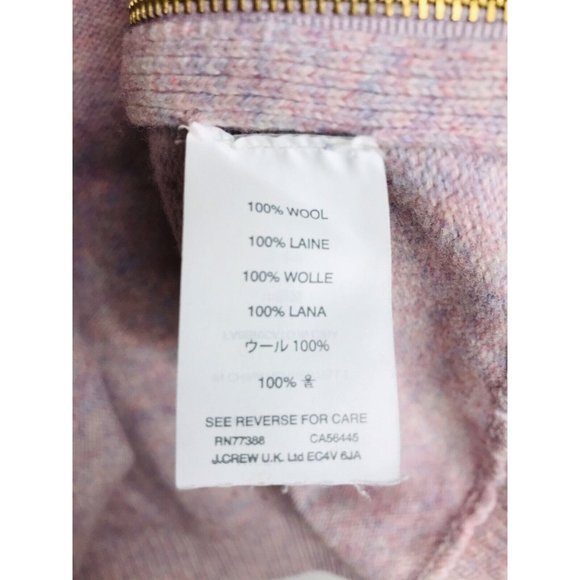 100% WOOL
100% LAINE
100% WOLLE
100% LANA
ウール 100%
100% 울
SEE REVERSE FOR CARE
RN77388 CA56445
J.CREW U.K. Ltd EC4V 6JA